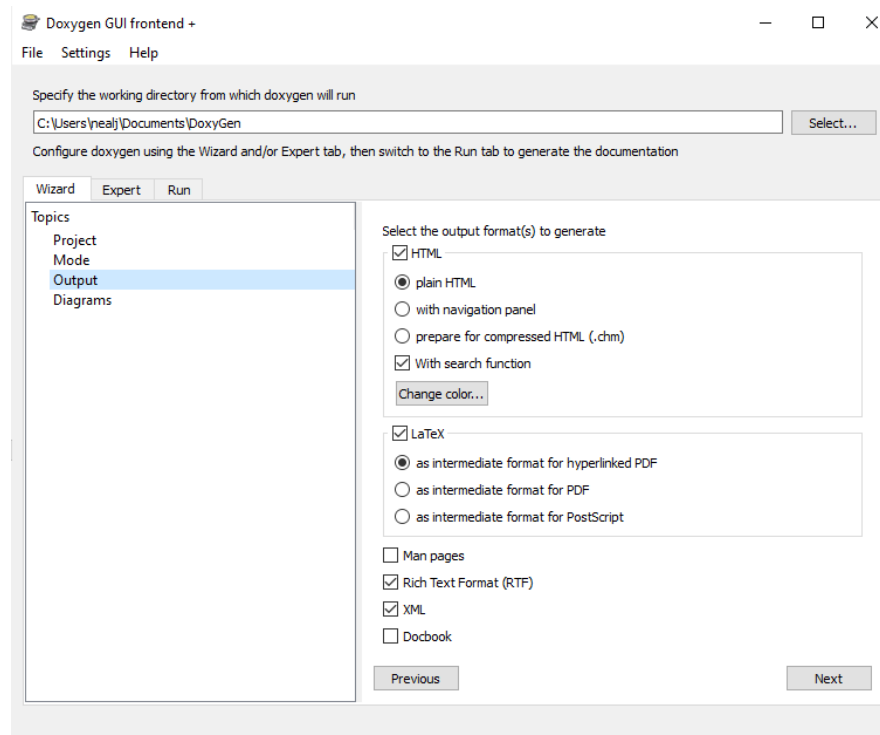 Doxygen GUI frontend +
File Settings Help
Specify the working directory from which doxygen will run
C:\Users\nealj\Documents\DoxyGen
Select...
Configure doxygen using the Wizard and/or Expert tab, then switch to the Run tab to generate the documentation
Wizard Expert Run
Topics
Project
Mode
Output
Diagrams
Select the output format(s) to generate
HTML
plain HTML
with navigation panel
prepare for compressed HTML (.chm)
With search function
Change color...
LaTeX
as intermediate format for hyperlinked PDF
as intermediate format for PDF
as intermediate format for PostScript
Man pages
Rich Text Format (RTF)
XML
Docbook
Previous Next